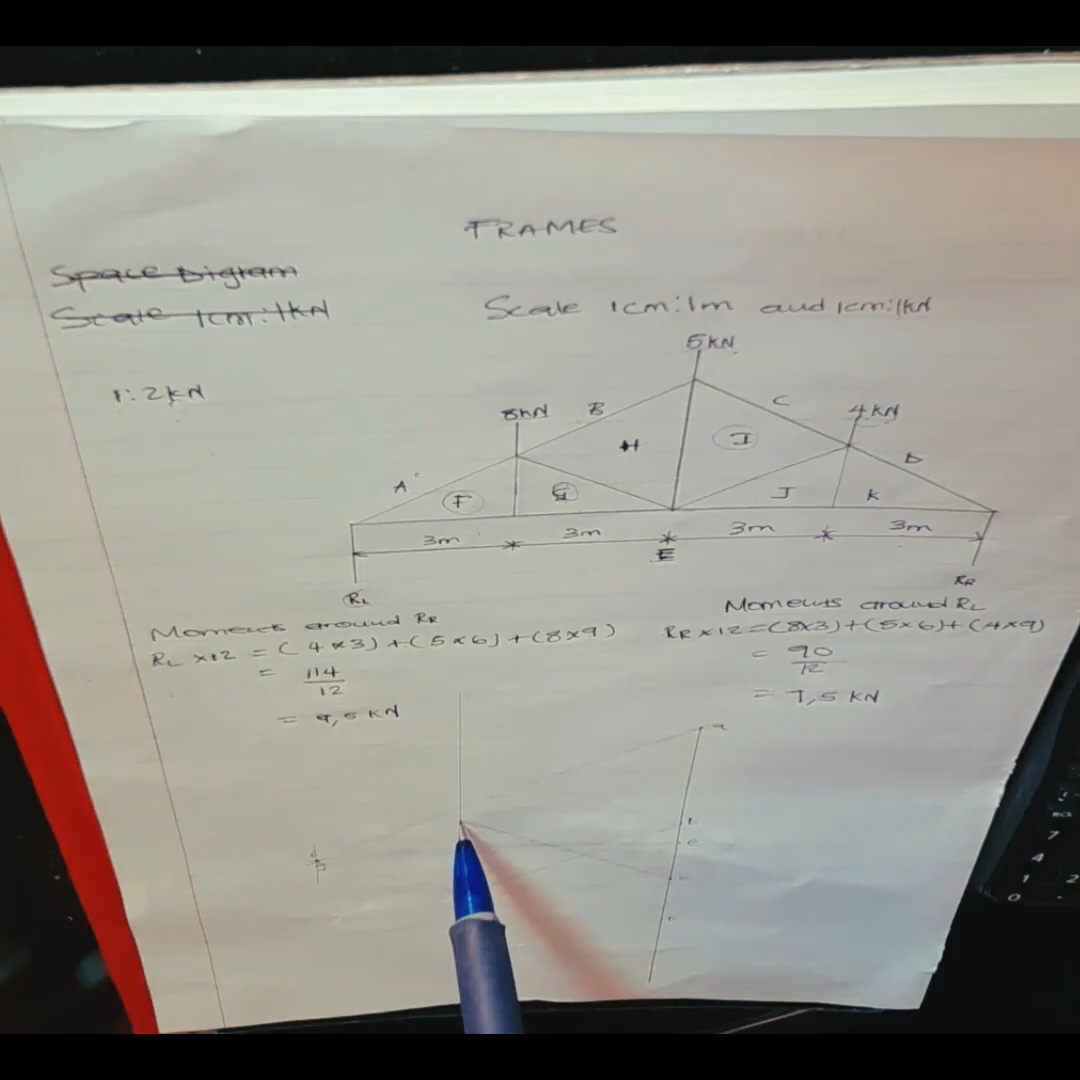 FRAMES
Space Digram
Scale 1cm:1kN
Scale 1cm:1m and 1cm:1kN
1:2kN
5KN
8kN B C 4KN
H I D
A F G J K
3m 3m 3m 3m
E
RL RR
Moments around RR
RL x12 = (4x3)+(5x6)+(8x9)
= 114
12
= 9,5 KN
Moments around RL
RR x12=(8x3)+(5x6)+(4x9)
= 90
12
= 7,5 KN
a
b
e
c